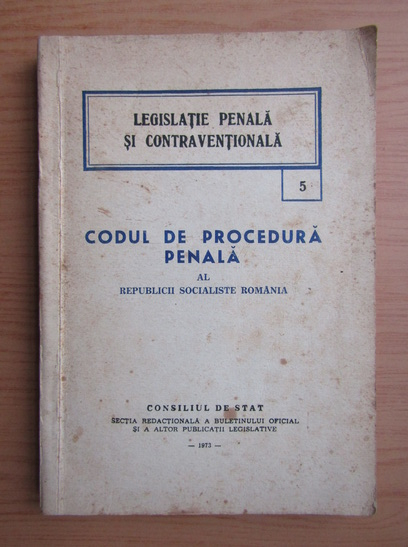 LEGISLAȚIE PENALĂ
ȘI CONTRAVENȚIONALĂ
5
CODUL DE PROCEDURĂ
PENALĂ
AL
REPUBLICII SOCIALISTE ROMÂNIA
CONSILIUL DE STAT
SECȚIA REDACȚIONALĂ A BULETINULUI OFICIAL
ȘI A ALTOR PUBLICAȚII LEGISLATIVE
— 1973 —